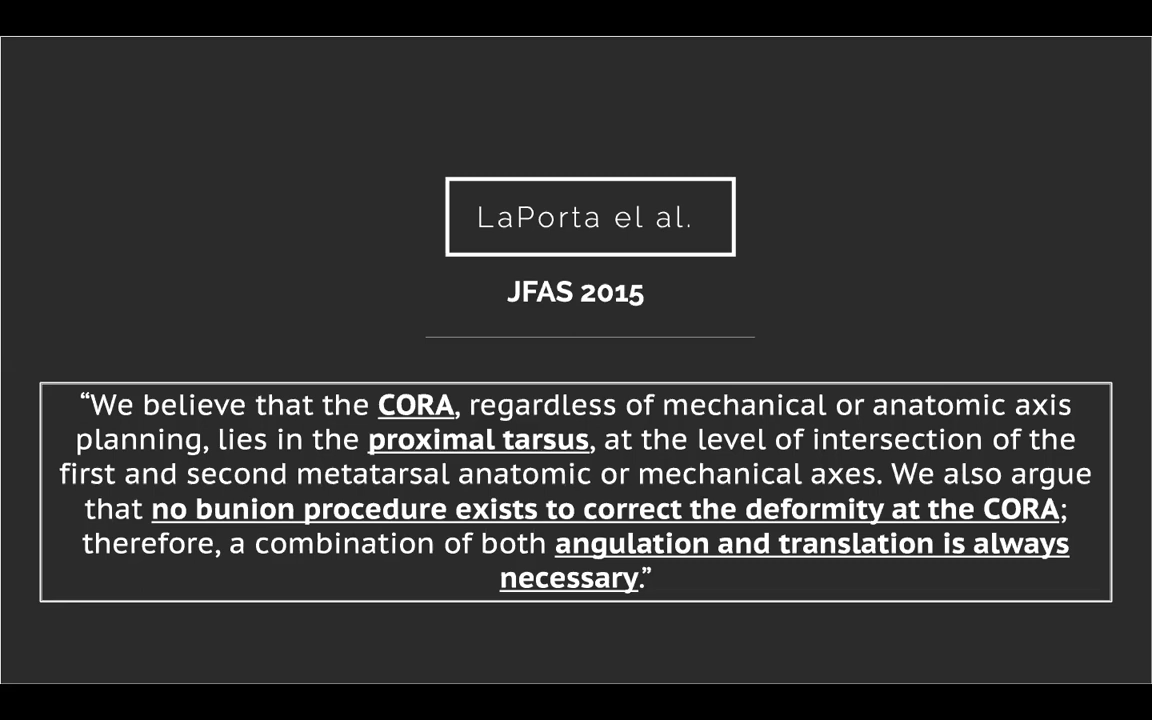 LaPorta el al.
JFAS 2015
“We believe that the CORA, regardless of mechanical or anatomic axis
planning, lies in the proximal tarsus, at the level of intersection of the
first and second metatarsal anatomic or mechanical axes. We also argue
that no bunion procedure exists to correct the deformity at the CORA;
therefore, a combination of both angulation and translation is always
necessary.”